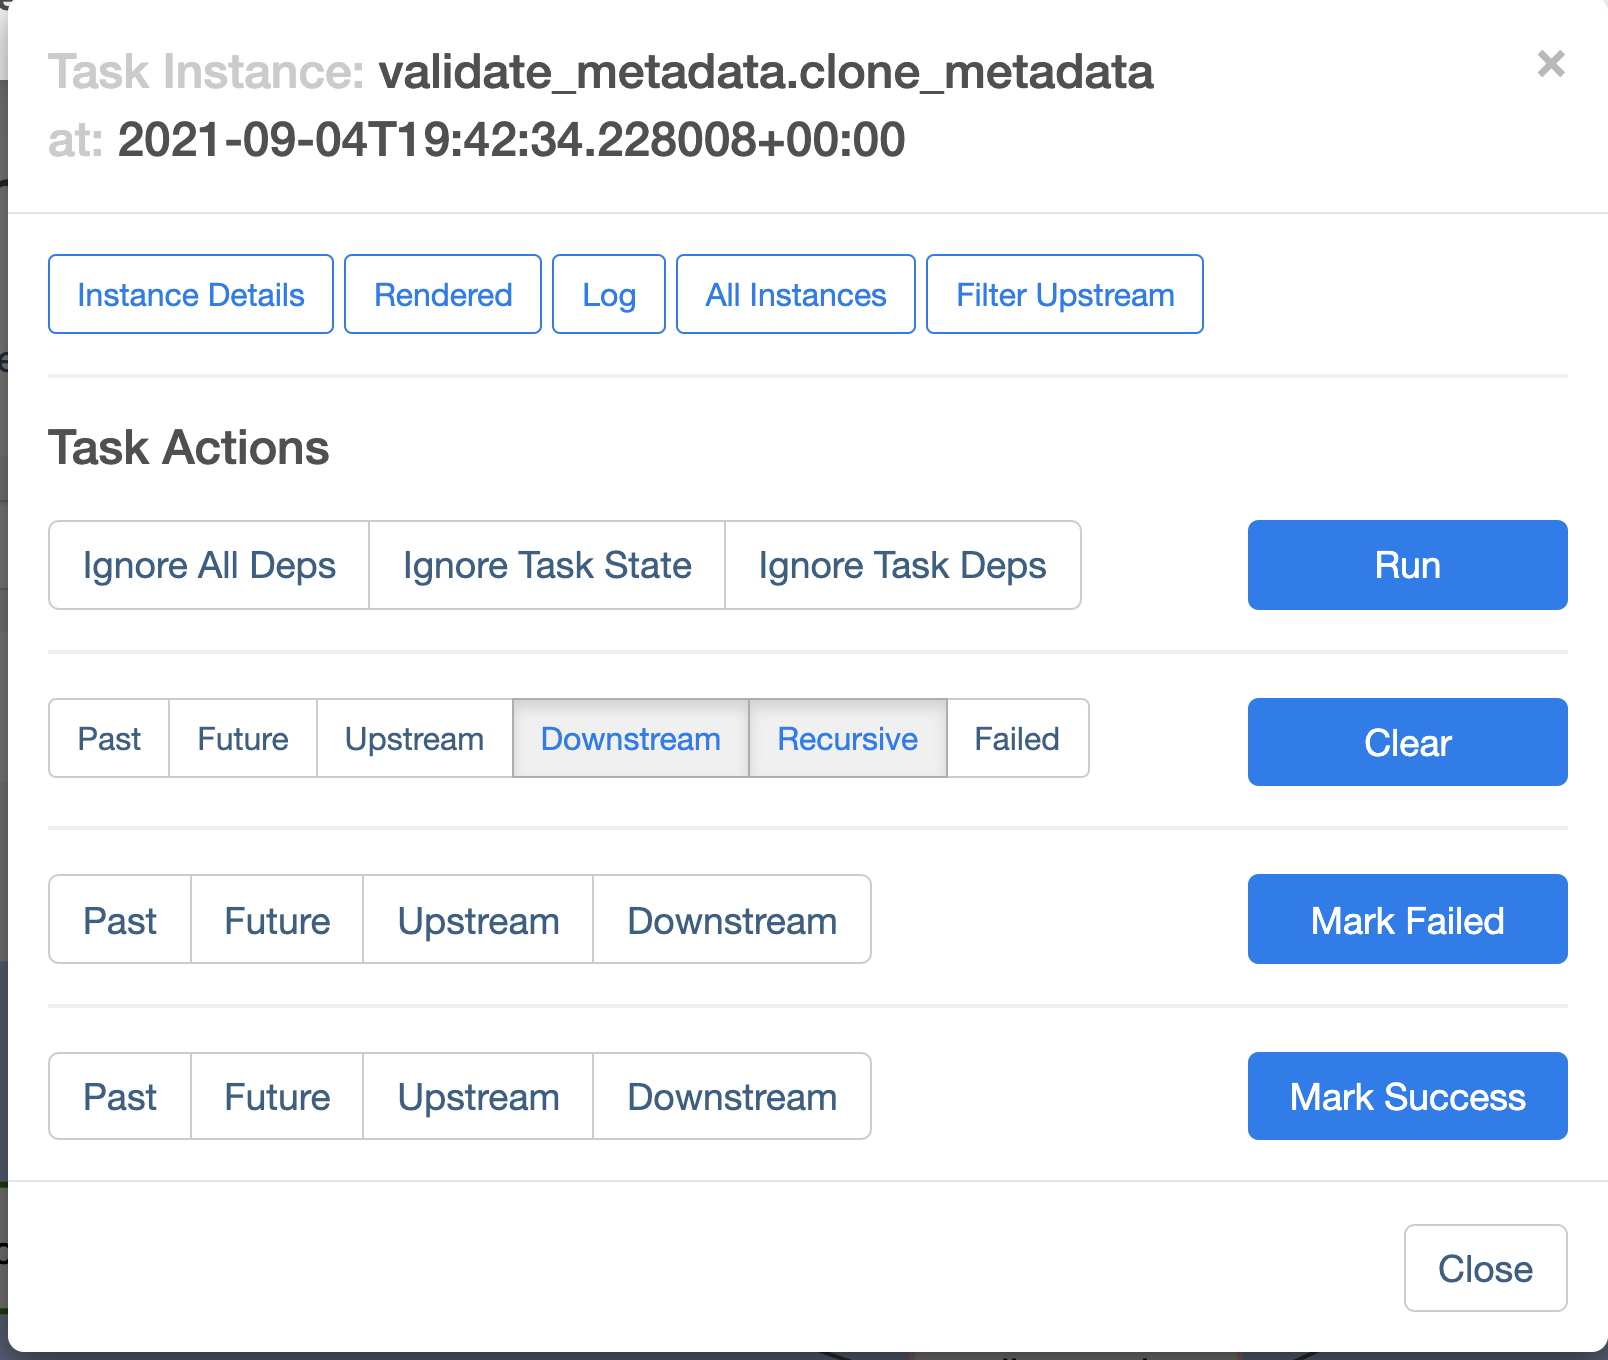 Task Instance: validate_metadata.clone_metadata
at: 2021-09-04T19:42:34.228008+00:00
×
Instance Details Rendered Log All Instances Filter Upstream
Task Actions
Ignore All Deps Ignore Task State Ignore Task Deps Run
Past Future Upstream Downstream Recursive Failed Clear
Past Future Upstream Downstream Mark Failed
Past Future Upstream Downstream Mark Success
Close